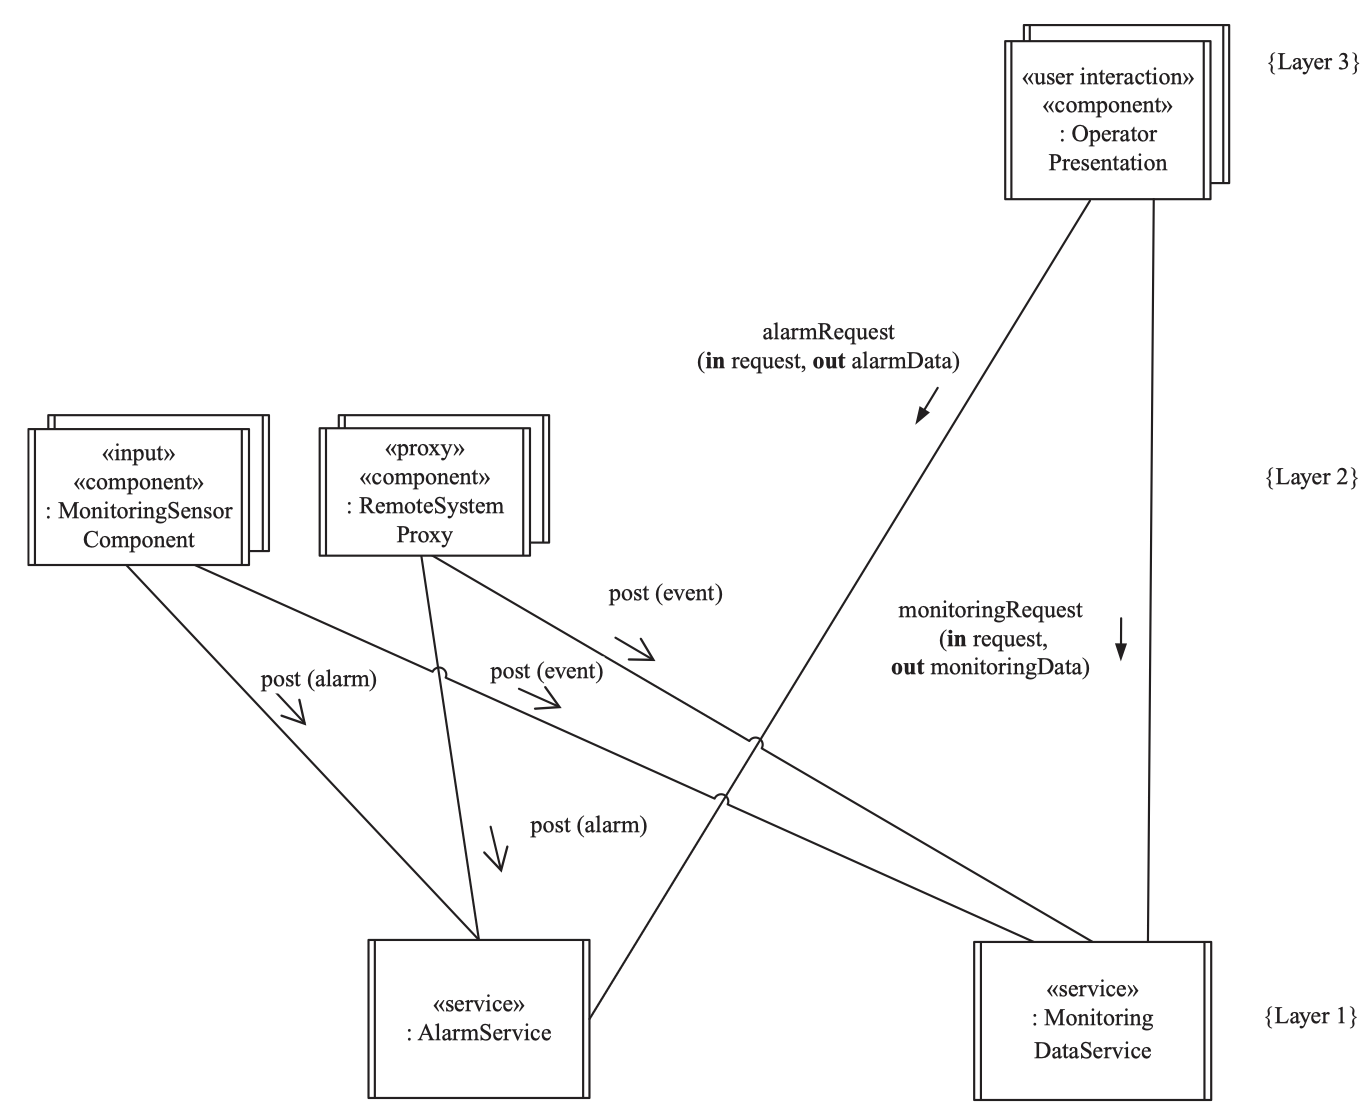 {Layer 3}
«user interaction»
«component»
: Operator
Presentation
alarmRequest
(in request, out alarmData)
{Layer 2}
«input»
«component»
: MonitoringSensor
Component
«proxy»
«component»
: RemoteSystem
Proxy
post (event)
monitoringRequest
(in request,
out monitoringData)
post (alarm)
post (event)
post (alarm)
«service»
: AlarmService
«service»
: Monitoring
DataService
{Layer 1}